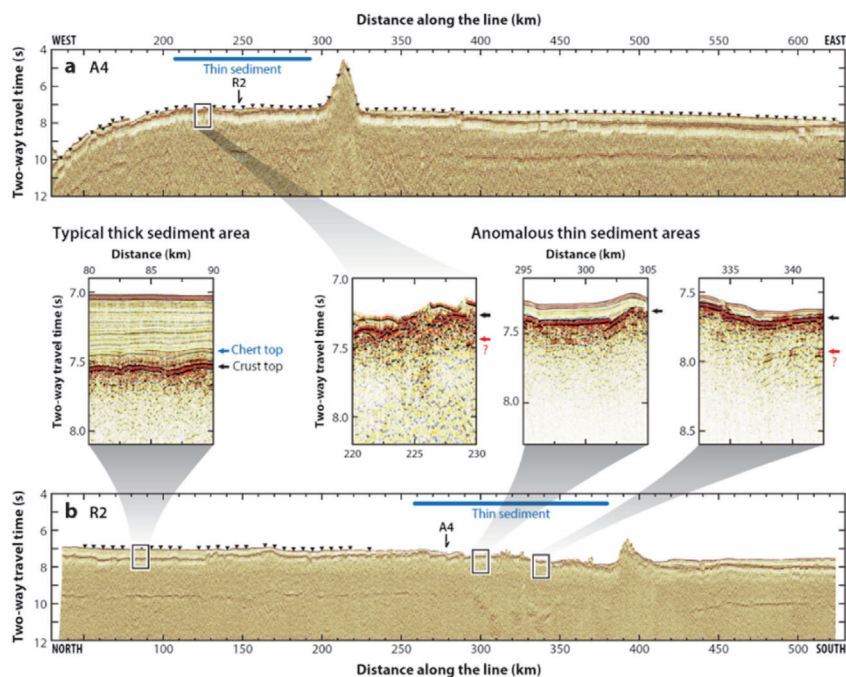 Distance along the line (km)
WEST 200 250 300 350 400 450 500 550 600 EAST
a A4
Thin sediment
R2
Two-way travel time (s)
4
6
8
10
12
Typical thick sediment area
Distance (km)
80 85 90
Two-way travel time (s)
7.0
7.5
8.0
Chert top
Crust top
Anomalous thin sediment areas
Distance (km)
295 300 305
335 340
Two-way travel time (s)
7.0
7.5
8.0
?
220 225 230
7.5
8.0
7.5
8.0
8.5
?
b R2
Thin sediment
A4
Two-way travel time (s)
4
6
8
10
12
NORTH 50 100 150 200 250 300 350 400 450 500 SOUTH
Distance along the line (km)